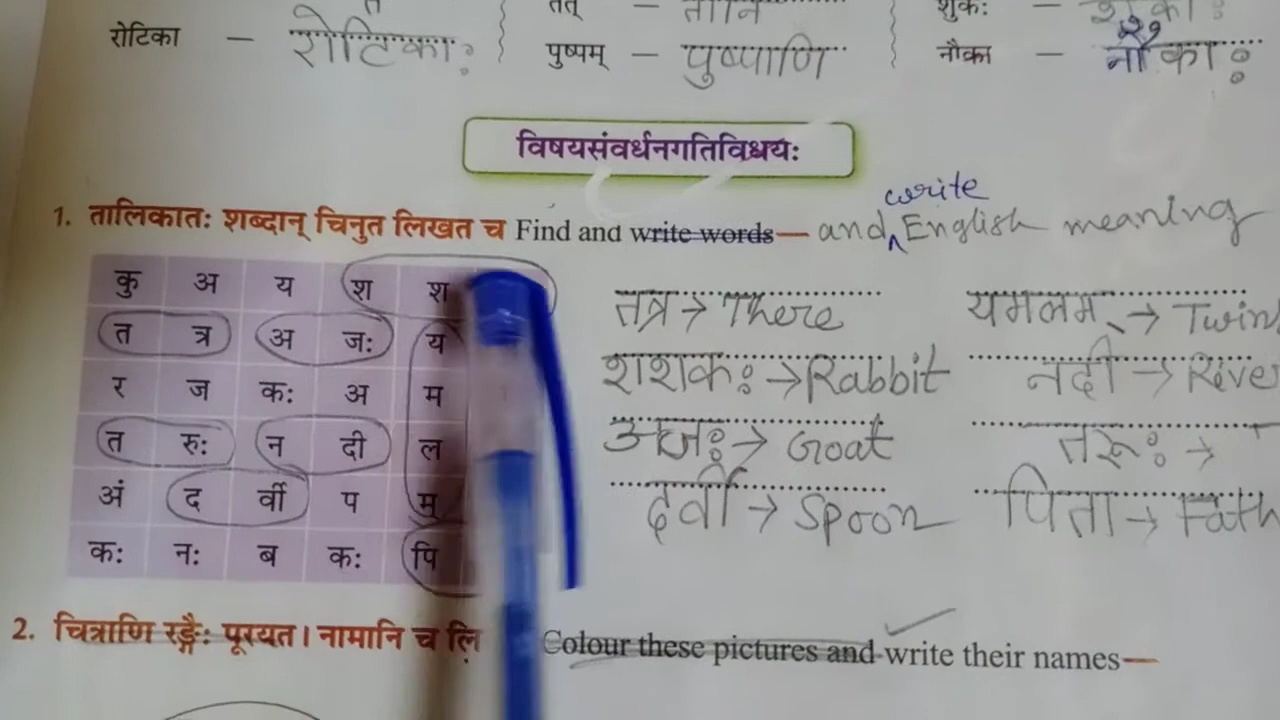 तत् — तानि शुकः —
रोटिका — रोटिकाः पुष्पम् — पुष्पाणि नौका — नौकाः
विषयसंवर्धनगतिविधयः
write
1. तालिकातः शब्दान् चिनुत लिखत च Find and write words— and English meaning
कु अ य श श
तत्र → There यमलम् → Twin
त त्र अ जः य
शशकः → Rabbit नदी → River
र ज कः अ म
अजः → Goat तरूः →
त रुः न दी ल
दर्वी → Spoon पिता → Fath
अं द र्वी प म्
कः नः ब कः पि
2. चित्राणि रङ्गैः पूरयत। नामानि च लि Colour these pictures and write their names—